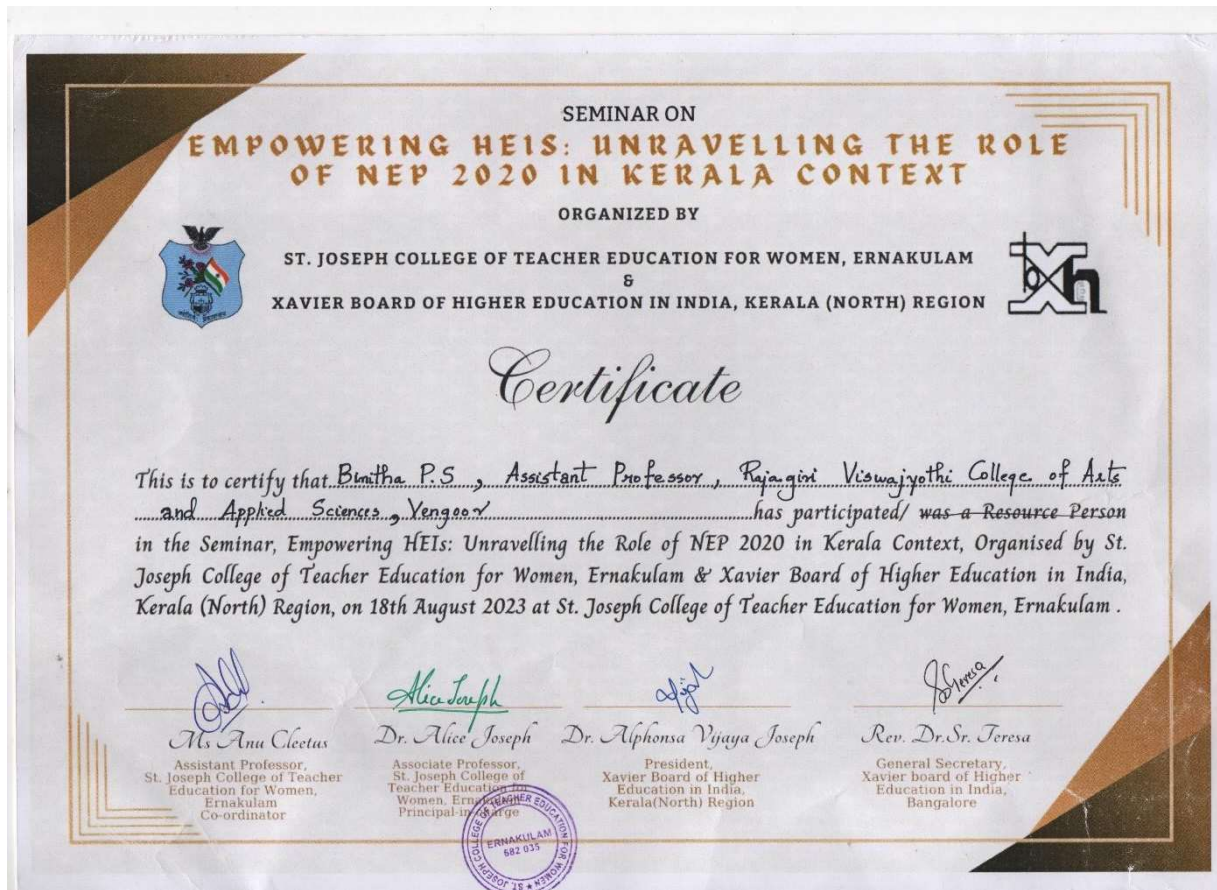 SEMINAR ON
EMPOWERING HEIS: UNRAVELLING THE ROLE
OF NEP 2020 IN KERALA CONTEXT
ORGANIZED BY
ST. JOSEPH COLLEGE OF TEACHER EDUCATION FOR WOMEN, ERNAKULAM
&
XAVIER BOARD OF HIGHER EDUCATION IN INDIA, KERALA (NORTH) REGION
Certificate
This is to certify that Binitha P.S, Assistant Professor, Rajagiri Viswajyothi College of Arts
and Applied Sciences, Vengoor has participated/ was a Resource Person
in the Seminar, Empowering HEIs: Unravelling the Role of NEP 2020 in Kerala Context, Organised by St.
Joseph College of Teacher Education for Women, Ernakulam & Xavier Board of Higher Education in India,
Kerala (North) Region, on 18th August 2023 at St. Joseph College of Teacher Education for Women, Ernakulam .
Alice Joseph
Ms Anu Cleetus
Assistant Professor,
St. Joseph College of Teacher
Education for Women,
Ernakulam
Co-ordinator
Dr. Alice Joseph
Associate Professor,
St. Joseph College of
Teacher Education for
Women, Ernakulam
Principal-in-charge
Dr. Alphonsa Vijaya Joseph
President,
Xavier Board of Higher
Education in India,
Kerala(North) Region
Rev. Dr.Sr. Teresa
General Secretary,
Xavier board of Higher
Education in India,
Bangalore
ST. JOSEPH COLLEGE OF TEACHER EDUCATION FOR WOMEN
ERNAKULAM
682 035